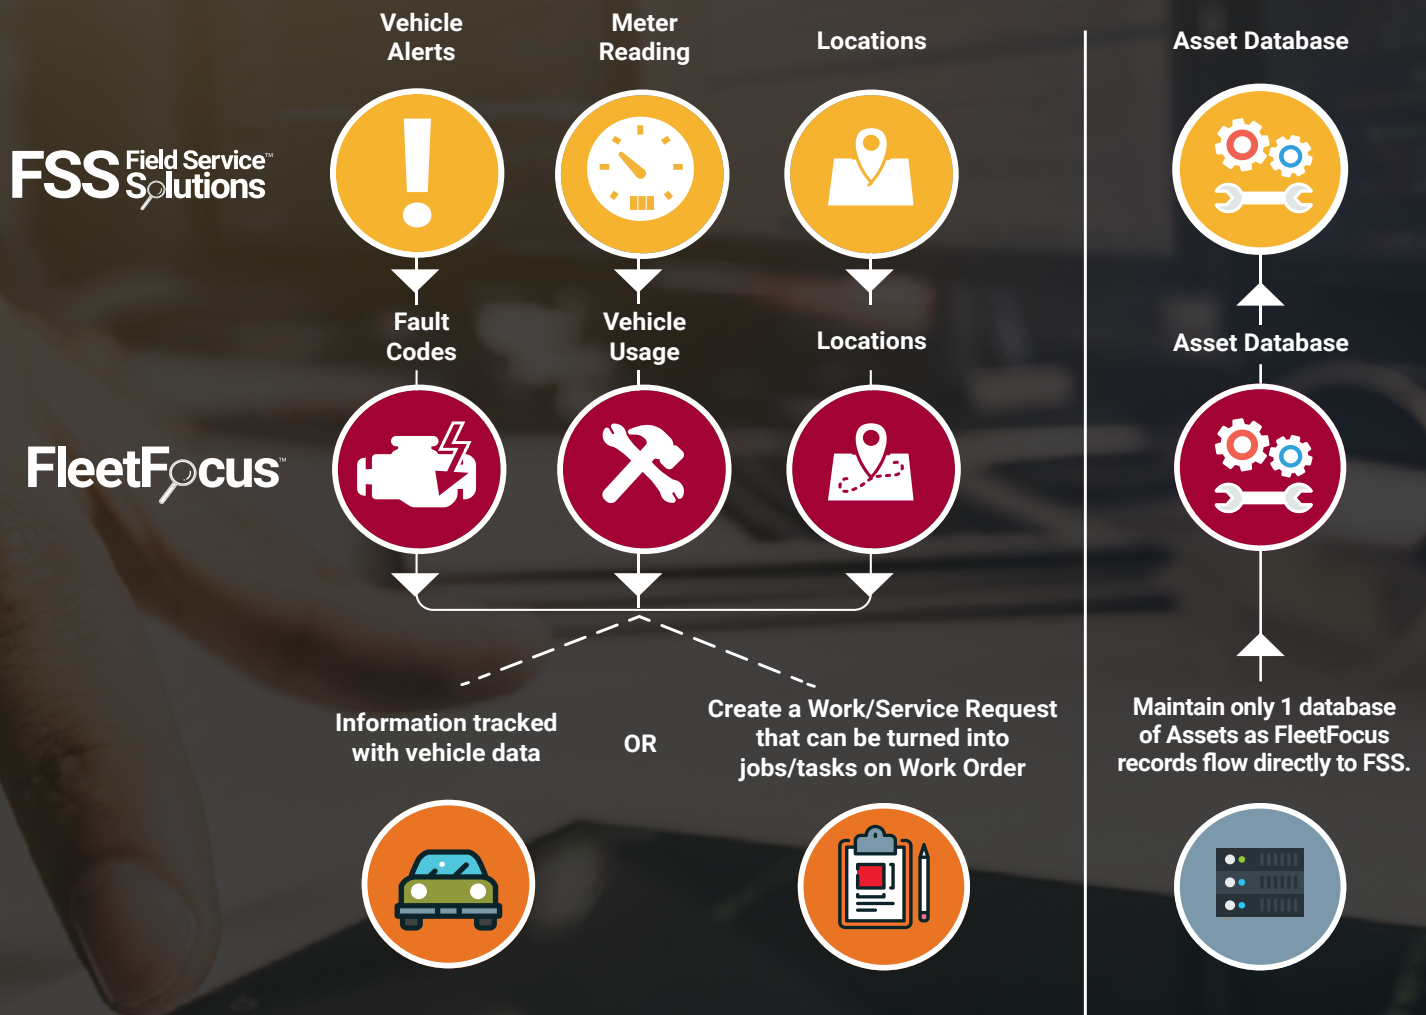 Vehicle
Alerts
Meter
Reading
Locations
Asset Database
FSS Field Service™
Solutions
Fault
Codes
Vehicle
Usage
Locations
Asset Database
FleetFocus™
Information tracked
with vehicle data
OR
Create a Work/Service Request
that can be turned into
jobs/tasks on Work Order
Maintain only 1 database
of Assets as FleetFocus
records flow directly to FSS.